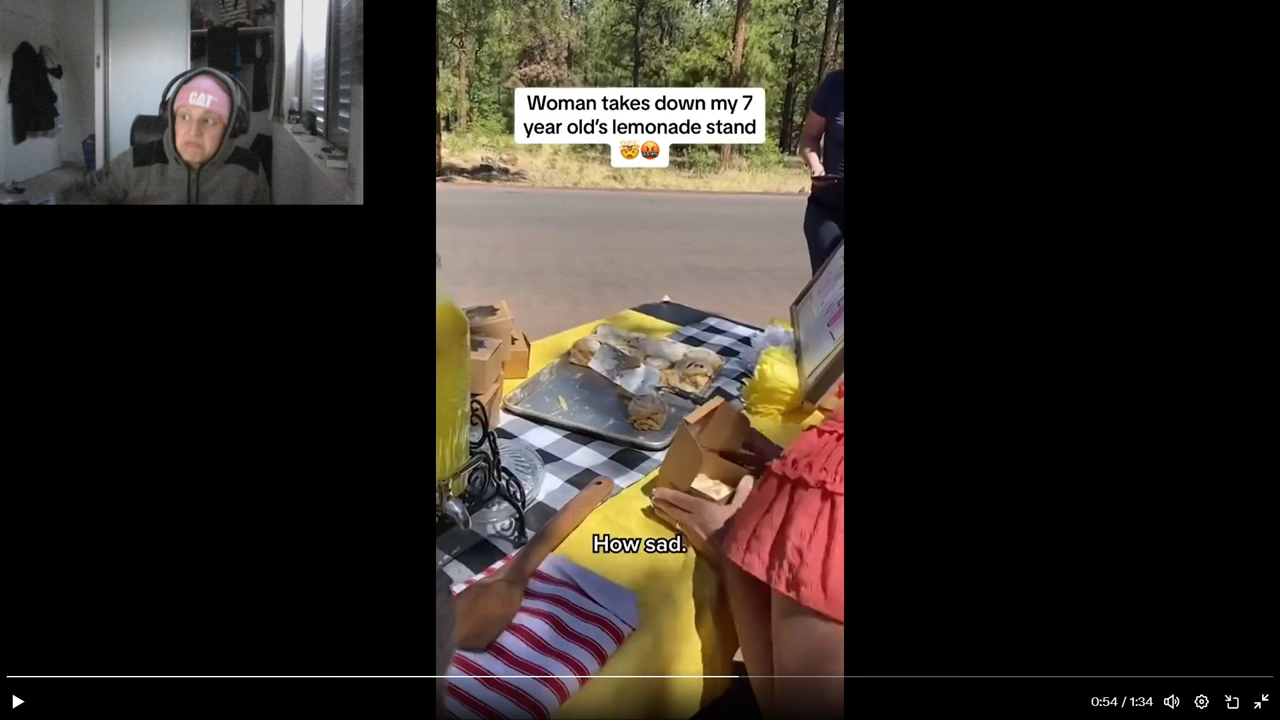 CAT
Woman takes down my 7
year old's lemonade stand
🤯🤬
How sad.
0:54 / 1:34